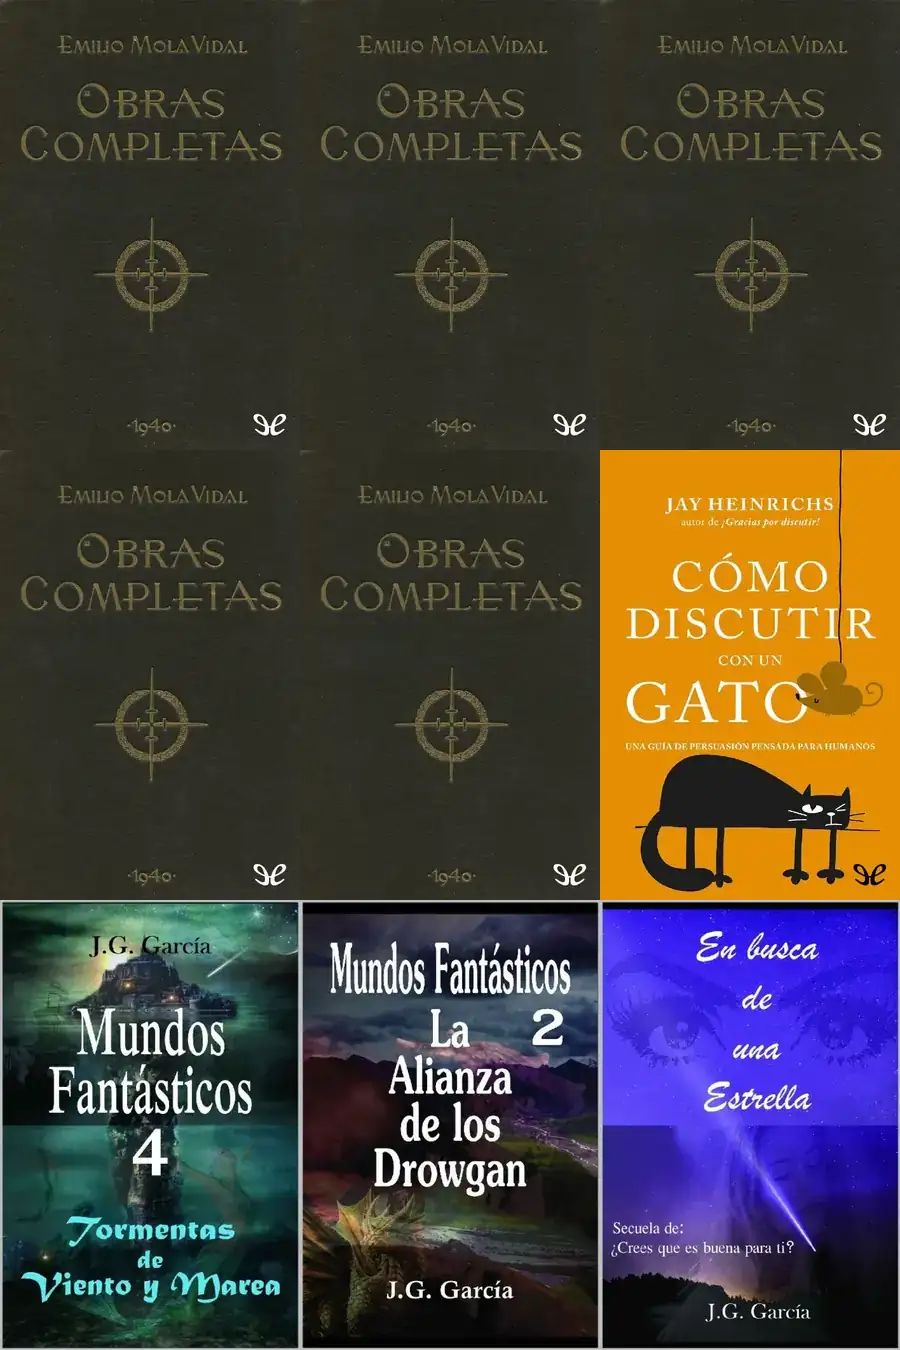 EMILIO MOLA VIDAL
OBRAS
COMPLETAS
·1940·
EMILIO MOLA VIDAL
OBRAS
COMPLETAS
·1940·
EMILIO MOLA VIDAL
OBRAS
COMPLETAS
·1940·
EMILIO MOLA VIDAL
OBRAS
COMPLETAS
·1940·
EMILIO MOLA VIDAL
OBRAS
COMPLETAS
·1940·
JAY HEINRICHS
autor de ¡Gracias por discutir!
CÓMO
DISCUTIR
CON UN
GATO
UNA GUÍA DE PERSUASIÓN PENSADA PARA HUMANOS
J.G. García
Mundos
Fantásticos
4
Tormentas
de
Viento y Marea
Mundos Fantásticos
2
La
Alianza
de los
Drowgan
J.G. García
En busca
de
una
Estrella
Secuela de:
¿Crees que es buena para ti?
J.G. García